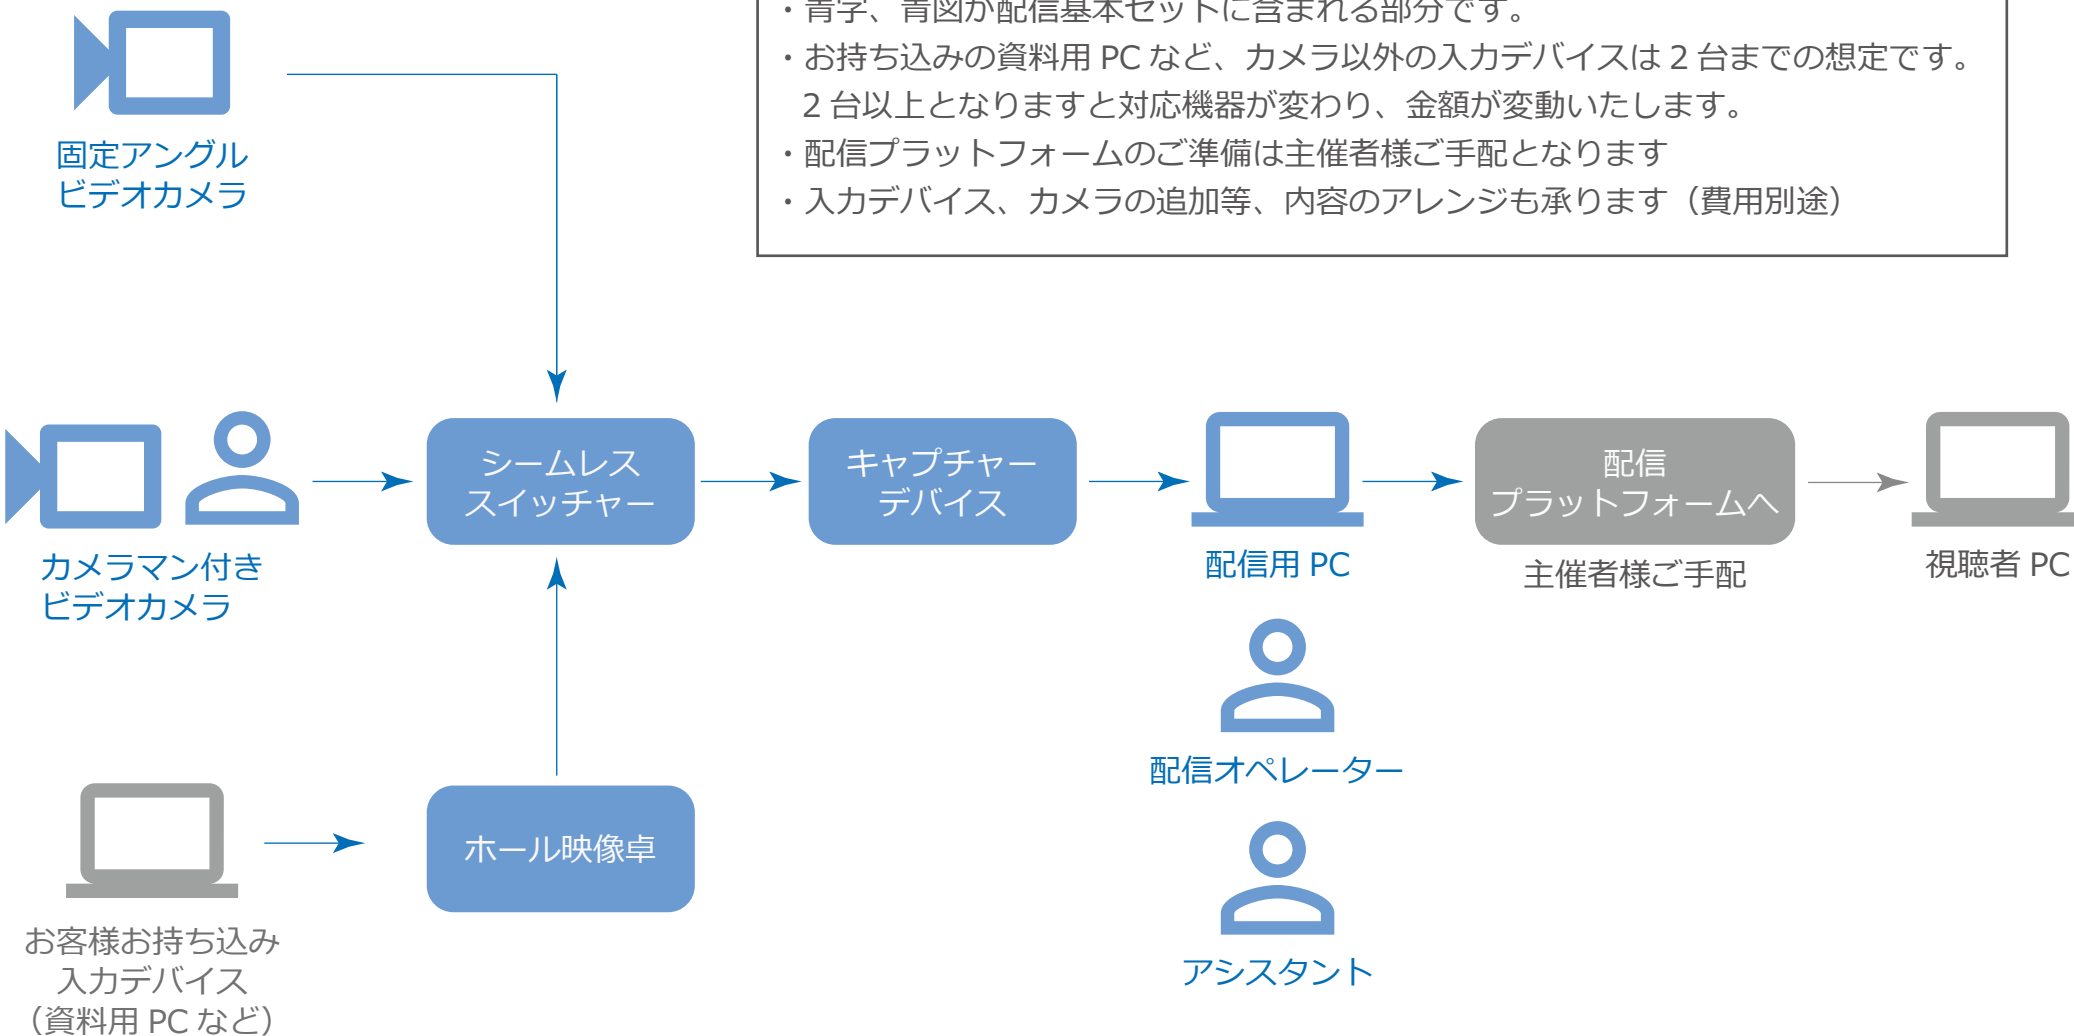 ・青字、青図が配信基本セットに含まれる部分です。
・お持ち込みの資料用 PC など、カメラ以外の入力デバイスは 2 台までの想定です。
2 台以上となりますと対応機器が変わり、金額が変動いたします。
・配信プラットフォームのご準備は主催者様ご手配となります
・入力デバイス、カメラの追加等、内容のアレンジも承ります（費用別途）
固定アングル
ビデオカメラ
カメラマン付き
ビデオカメラ
シームレス
スイッチャー
キャプチャー
デバイス
配信用 PC
配信
プラットフォームへ
主催者様ご手配
視聴者 PC
配信オペレーター
アシスタント
ホール映像卓
お客様お持ち込み
入力デバイス
（資料用 PC など）